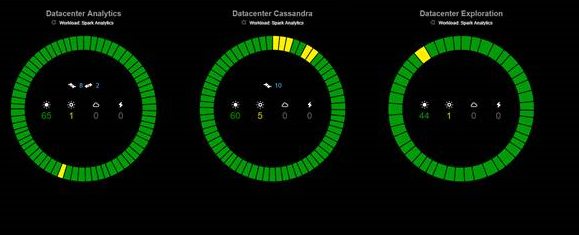 Datacenter Analytics
Workload: Spark Analytics
8 2
65 1 0 0
Datacenter Cassandra
Workload: Spark Analytics
10
60 5 0 0
Datacenter Exploration
Workload: Spark Analytics
44 1 0 0